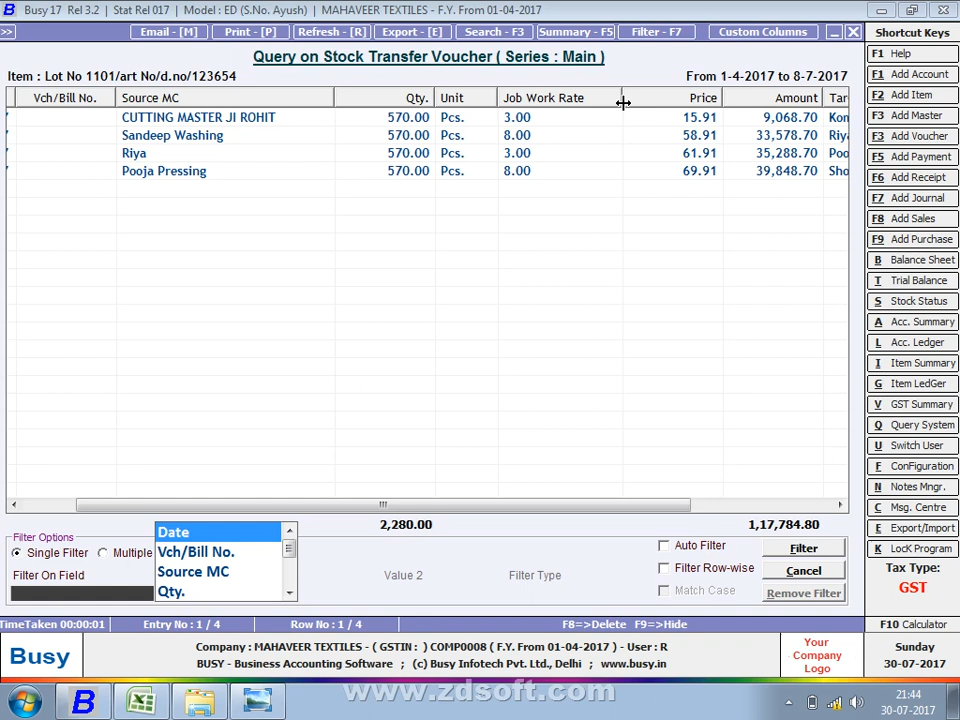 Busy 17 Rel 3.2 | Stat Rel 017 | Model : ED (S.No. Ayush) | MAHAVEER TEXTILES - F.Y. From 01-04-2017
>> Email - [M] Print - [P] Refresh - [R] Export - [E] Search - F3 Summary - F5 Filter - F7 Custom Columns
Query on Stock Transfer Voucher ( Series : Main )
Item : Lot No 1101/art No/d.no/123654 From 1-4-2017 to 8-7-2017
Vch/Bill No. Source MC Qty. Unit Job Work Rate Price Amount Tar
CUTTING MASTER JI ROHIT 570.00 Pcs. 3.00 15.91 9,068.70 Kom
Sandeep Washing 570.00 Pcs. 8.00 58.91 33,578.70 Riya
Riya 570.00 Pcs. 3.00 61.91 35,288.70 Poo
Pooja Pressing 570.00 Pcs. 8.00 69.91 39,848.70 Sho
2,280.00 1,17,784.80
Filter Options
Single Filter Multiple
Filter On Field
Date
Vch/Bill No.
Source MC
Qty.
Value 2 Filter Type
Auto Filter Filter
Filter Row-wise Cancel
Match Case Remove Filter
TimeTaken 00:00:01 Entry No : 1 / 4 Row No : 1 / 4 F8=>Delete F9=>Hide
Busy
Company : MAHAVEER TEXTILES - ( GSTIN : ) COMP0008 ( F.Y. From 01-04-2017 ) - User : R
BUSY - Business Accounting Software ; (c) Busy Infotech Pvt. Ltd., Delhi ; www.busy.in
Your
Company
Logo
Shortcut Keys
F1 Help
F1 Add Account
F2 Add Item
F3 Add Master
F3 Add Voucher
F5 Add Payment
F6 Add Receipt
F7 Add Journal
F8 Add Sales
F9 Add Purchase
B Balance Sheet
T Trial Balance
S Stock Status
A Acc. Summary
L Acc. Ledger
I Item Summary
G Item LedGer
V GST Summary
Q Query System
U Switch User
F ConFiguration
N Notes Mngr.
C Msg. Centre
E Export/Import
K LocK Program
Tax Type:
GST
F10 Calculator
Sunday
30-07-2017
www.zdsoft.com
21:44
30-07-2017